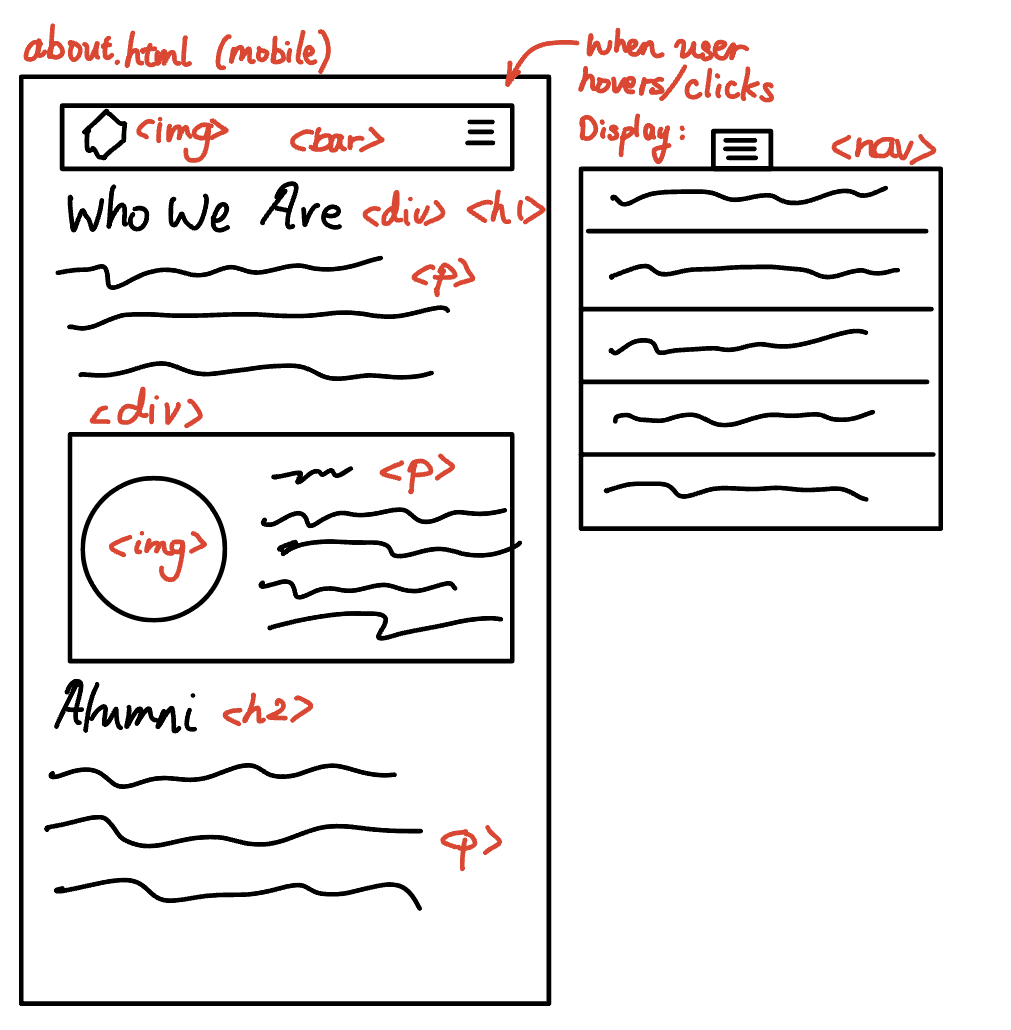 about.html (mobile)
when user
hovers/clicks
<img> <bar>
Display: <nav>
Who We Are <div> <h1>
<p>
<div>
<p>
<img>
Alumni <h2>
<p>